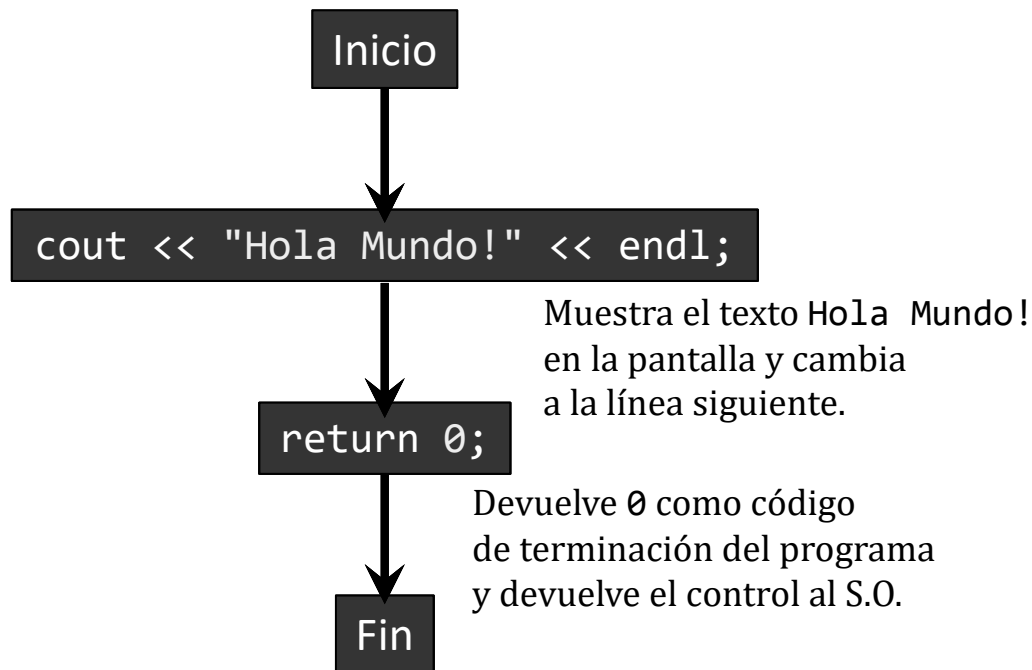 Inicio
cout << "Hola Mundo!" << endl;
Muestra el texto Hola Mundo!
en la pantalla y cambia
a la línea siguiente.
return 0;
Devuelve 0 como código
de terminación del programa
y devuelve el control al S.O.
Fin